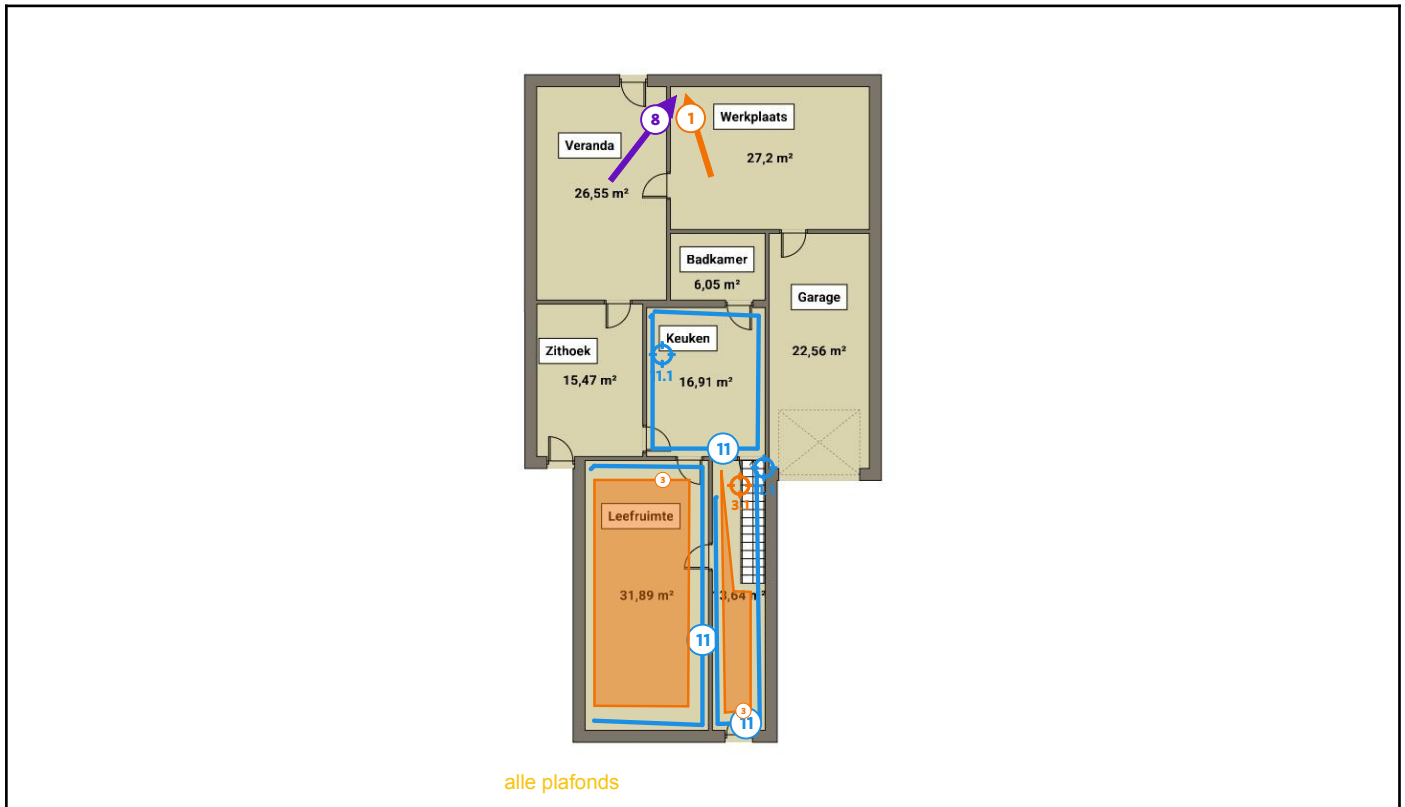 8
1
Werkplaats
27,2 m²
Veranda
26,55 m²
Badkamer
6,05 m²
Garage
22,56 m²
Keuken
16,91 m²
Zithoek
15,47 m²
11
3
3.1
Leefruimte
31,89 m²
11
3
11
alle plafonds